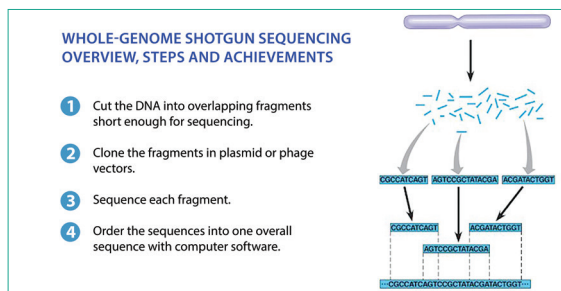 WHOLE-GENOME SHOTGUN SEQUENCING
OVERVIEW, STEPS AND ACHIEVEMENTS
1 Cut the DNA into overlapping fragments
short enough for sequencing.
2 Clone the fragments in plasmid or phage
vectors.
3 Sequence each fragment.
4 Order the sequences into one overall
sequence with computer software.
CGCCATCAGT AGTCCGCTATACGA ACGATACTGGT
CGCCATCAGT ACGATACTGGT
AGTCCGCTATACGA
···CGCCATCAGTCCGCTATACGATACTGGT···